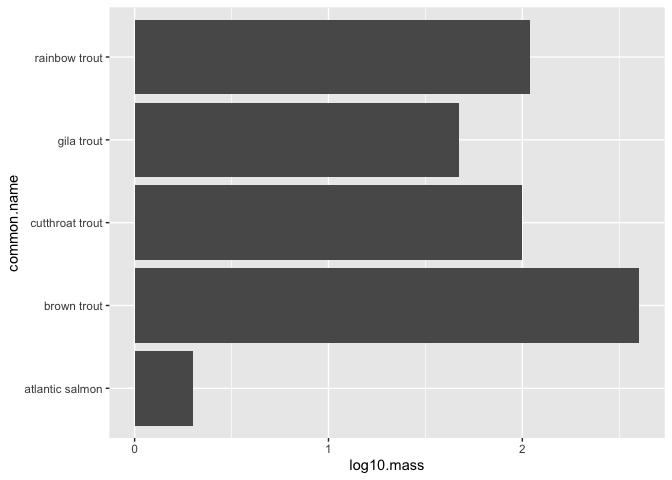 rainbow trout
gila trout
cutthroat trout
brown trout
atlantic salmon
common.name
0 1 2
log10.mass